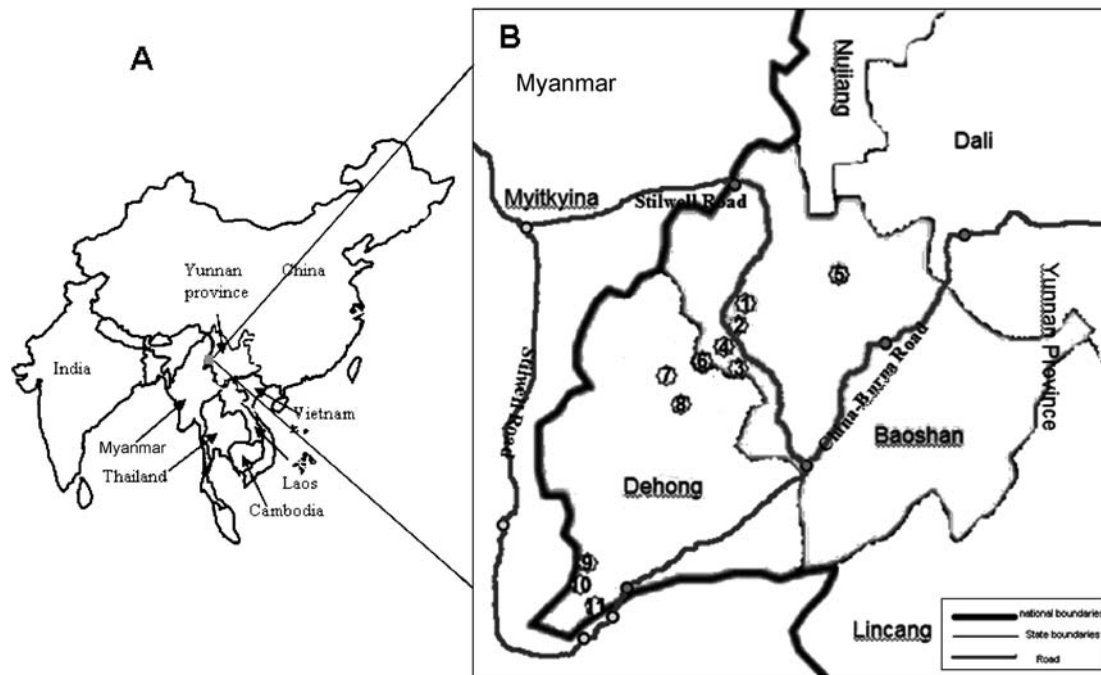 A
Yunnan
province
China
India
Vietnam
Myanmar
Thailand
Laos
Cambodia
B
Myanmar
Nujiang
Dali
Myitkyina
Stilwell Road
Stilwell Road
5
1
2
4
6
3
7
8
China-Burna Road
Yunnan Province
Baoshan
Dehong
9
10
11
Lincang
national boundaries
State boundaries
Road